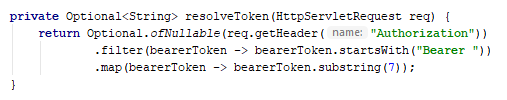 private Optional<String> resolveToken(HttpServletRequest req) {
    return Optional.ofNullable(req.getHeader( name: "Authorization"))
            .filter(bearerToken -> bearerToken.startsWith("Bearer "))
            .map(bearerToken -> bearerToken.substring(7));
}